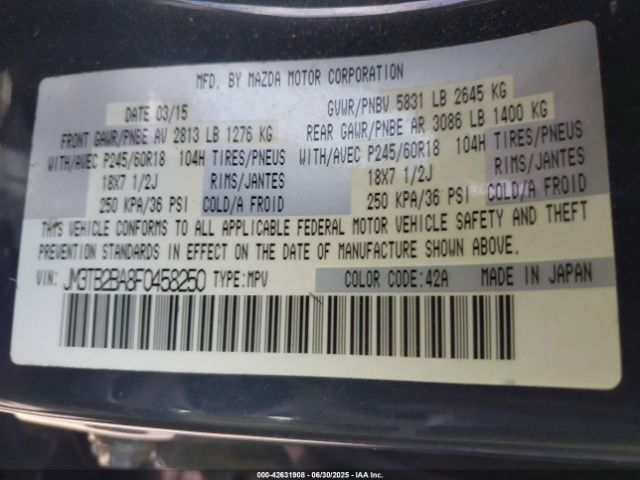 MFD. BY MAZDA MOTOR CORPORATION
DATE 03/15 GVWR/PNBV 5831 LB 2645 KG
FRONT GAWR/PNBE AV 2813 LB 1276 KG REAR GAWR/PNBE AR 3086 LB 1400 KG
WITH/AVEC P245/60R18 104H TIRES/PNEUS WITH/AVEC P245/60R18 104H TIRES/PNEUS
18X7 1/2J RIMS/JANTES 18X7 1/2J RIMS/JANTES
250 KPA/36 PSI COLD/A FROID 250 KPA/36 PSI COLD/A FROID
THIS VEHICLE CONFORMS TO ALL APPLICABLE FEDERAL MOTOR VEHICLE SAFETY AND THEFT
PREVENTION STANDARDS IN EFFECT ON THE DATE OF MANUFACTURE SHOWN ABOVE.
VIN: JM3TB2BA8F0458250 TYPE:MPV COLOR CODE:42A MADE IN JAPAN
000-42631908 - 06/30/2025 - IAA Inc.